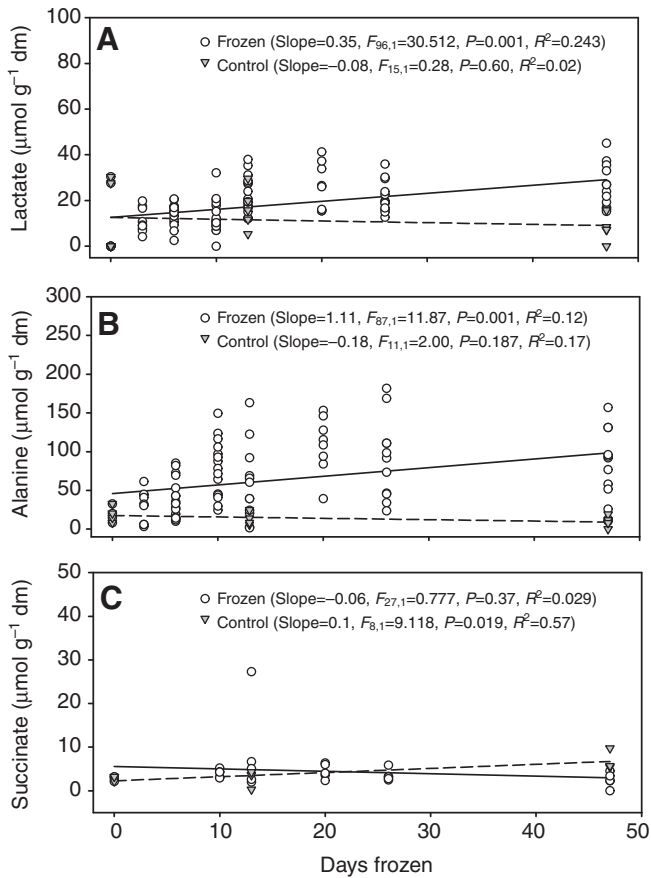 A
Frozen (Slope=0.35, F96,1=30.512, P=0.001, R²=0.243)
Control (Slope=–0.08, F15,1=0.28, P=0.60, R²=0.02)
100
80
60
40
20
0
Lactate (μmol g⁻¹ dm)
B
Frozen (Slope=1.11, F87,1=11.87, P=0.001, R²=0.12)
Control (Slope=–0.18, F11,1=2.00, P=0.187, R²=0.17)
300
250
200
150
100
50
0
Alanine (μmol g⁻¹ dm)
C
Frozen (Slope=–0.06, F27,1=0.777, P=0.37, R²=0.029)
Control (Slope=0.1, F8,1=9.118, P=0.019, R²=0.57)
50
40
30
20
10
0
Succinate (μmol g⁻¹ dm)
0 10 20 30 40 50
Days frozen